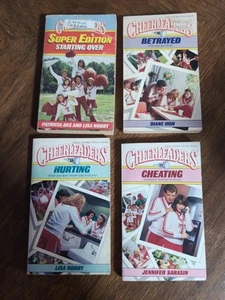 CHEERLEADERS
SUPER EDITION
STARTING OVER
PATRICIA AKS AND LISA NORBY
CHEERLEADERS
BETRAYED
DIANE HOH
CHEERLEADERS
HURTING
LISA NORBY
CHEERLEADERS
CHEATING
JENNIFER SARASIN